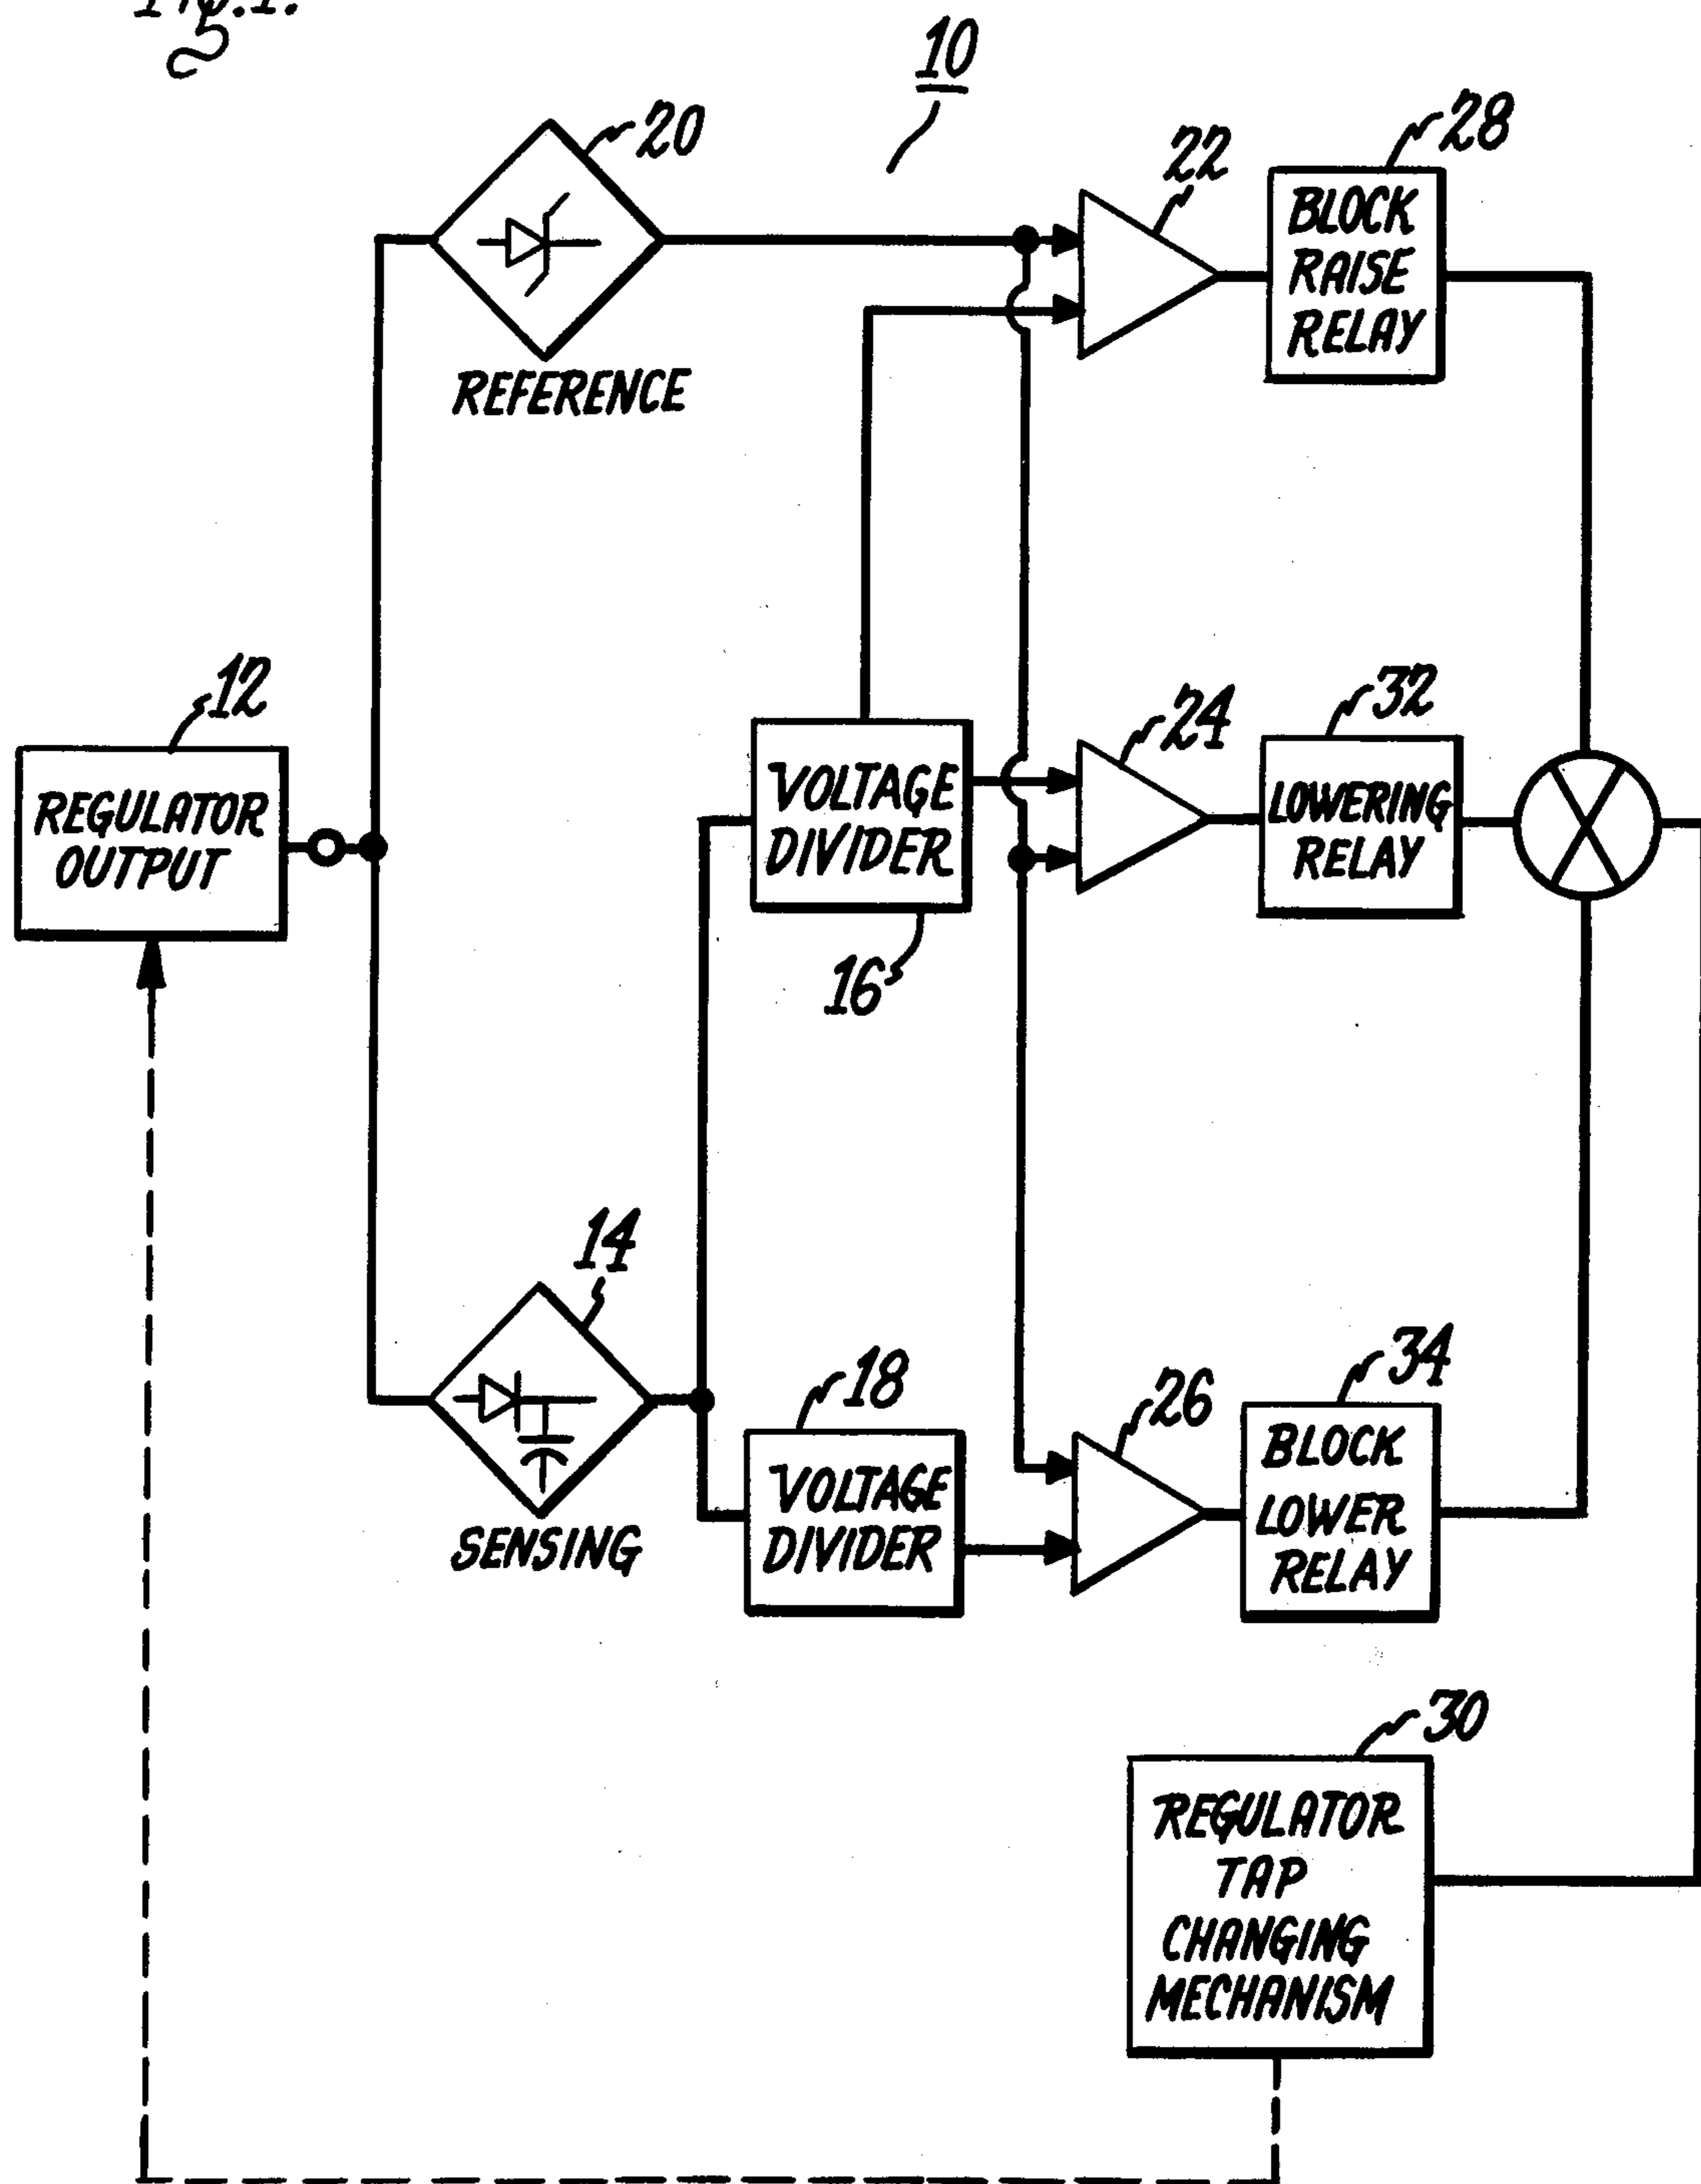 Fig. 1.
10
20
22
28
BLOCK
RAISE
RELAY
REFERENCE
12
REGULATOR
OUTPUT
VOLTAGE
DIVIDER
16
24
32
LOWERING
RELAY
14
SENSING
18
VOLTAGE
DIVIDER
26
34
BLOCK
LOWER
RELAY
30
REGULATOR
TAP
CHANGING
MECHANISM